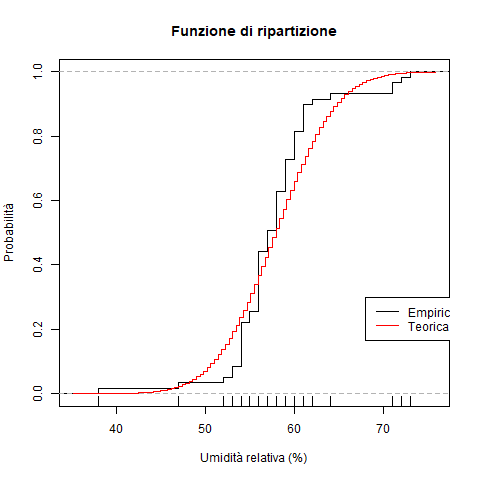 Funzione di ripartizione
Probabilità
1.0
0.8
0.6
0.4
0.2
0.0
Empiric
Teorica
40 50 60 70
Umidità relativa (%)